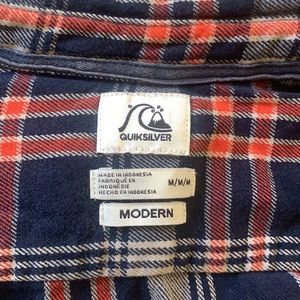 QUIKSILVER
MADE IN INDONESIA
FABRIQUÉ EN
INDONÉSIE
HECHO EN INDONESIA
M/M/M
MODERN